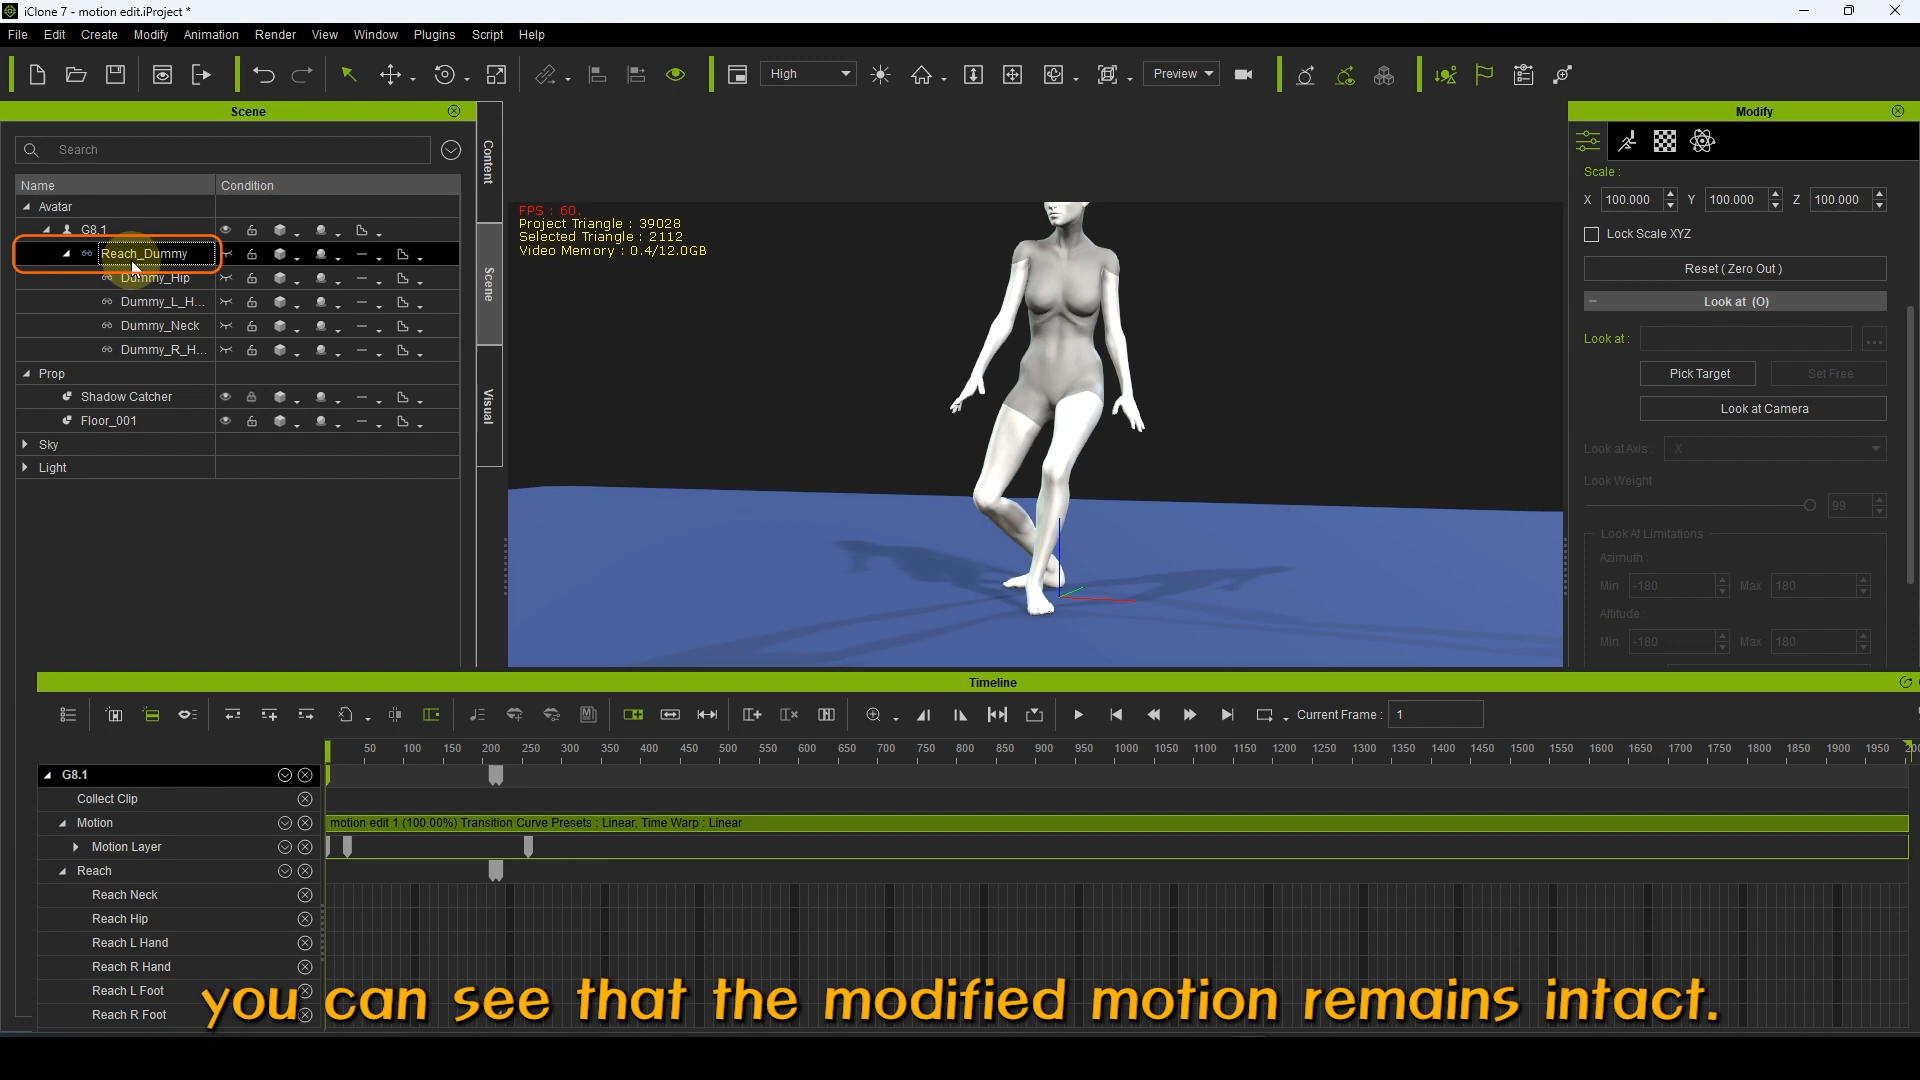 iClone 7 - motion edit.iProject *
File Edit Create Modify Animation Render View Window Plugins Script Help
High
Preview
Scene
Modify
Search
Content
Scene
Visual
Name Condition
Avatar
G8.1
Reach_Dummy
Dummy_Hip
Dummy_L_H...
Dummy_Neck
Dummy_R_H...
Prop
Shadow Catcher
Floor_001
Sky
Light
FPS : 60.
Project Triangle : 39028
Selected Triangle : 2112
Video Memory : 0.4/12.0GB
Scale :
X 100.000 Y 100.000 Z 100.000
Lock Scale XYZ
Reset ( Zero Out )
Look at (O)
Look at :
Pick Target Set Free
Look at Camera
Look at Axis: X
Look Weight
99
Look At Limitations
Azimuth :
Min -180 Max 180
Altitude :
Min -180 Max 180
Timeline
Current Frame : 1
50 100 150 200 250 300 350 400 450 500 550 600 650 700 750 800 850 900 950 1000 1050 1100 1150 1200 1250 1300 1350 1400 1450 1500 1550 1600 1650 1700 1750 1800 1850 1900 1950
G8.1
Collect Clip
Motion
motion edit 1 (100.00%) Transition Curve Presets : Linear, Time Warp : Linear
Motion Layer
Reach
Reach Neck
Reach Hip
Reach L Hand
Reach R Hand
Reach L Foot
Reach R Foot
you can see that the modified motion remains intact.